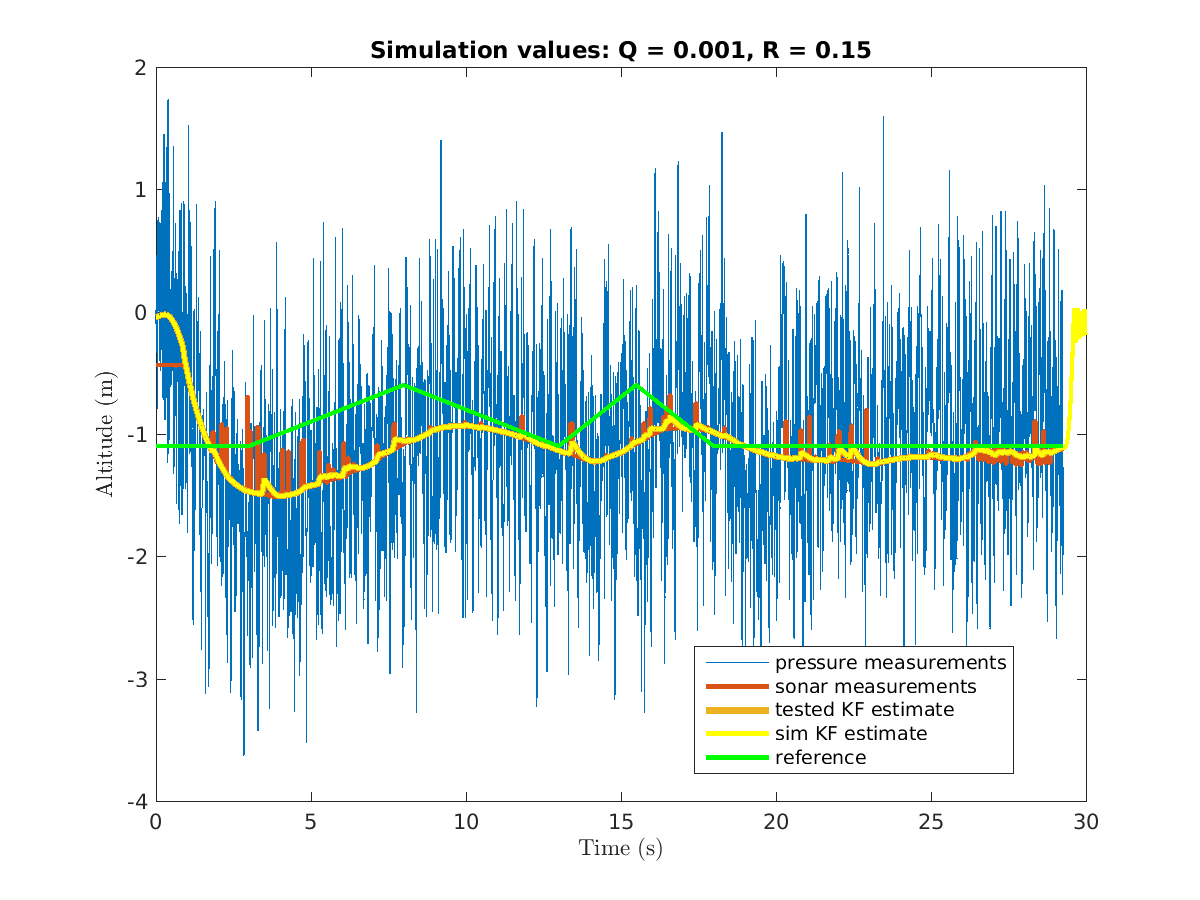 Simulation values: Q = 0.001, R = 0.15
2
1
0
-1
-2
-3
-4
Altitude (m)
0
5
10
15
20
25
30
Time (s)
pressure measurements
sonar measurements
tested KF estimate
sim KF estimate
reference